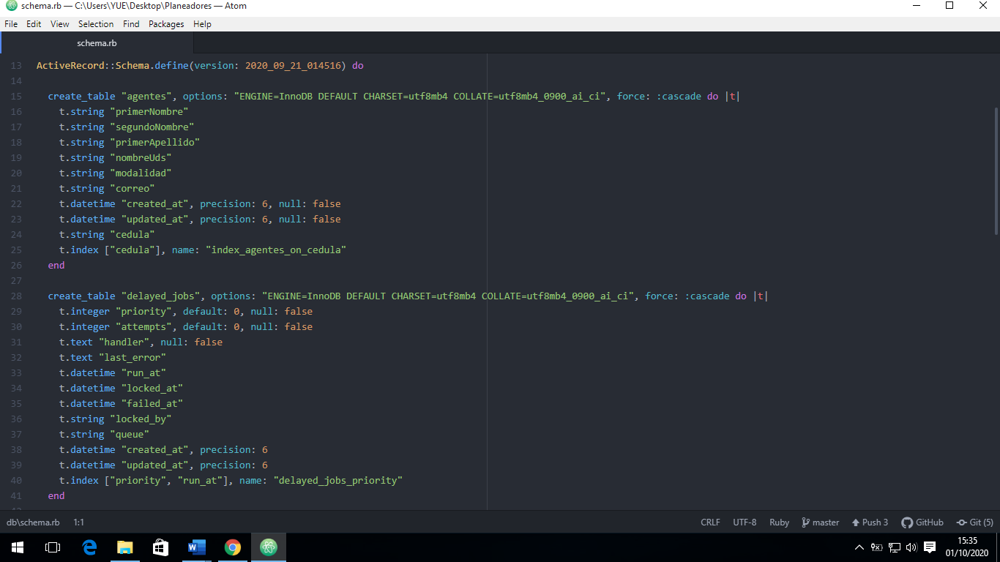 schema.rb — C:\Users\YUE\Desktop\Planeadores — Atom
File Edit View Selection Find Packages Help
schema.rb
13 ActiveRecord::Schema.define(version: 2020_09_21_014516) do
14
15 create_table "agentes", options: "ENGINE=InnoDB DEFAULT CHARSET=utf8mb4 COLLATE=utf8mb4_0900_ai_ci", force: :cascade do |t|
16 t.string "primerNombre"
17 t.string "segundoNombre"
18 t.string "primerApellido"
19 t.string "nombreUds"
20 t.string "modalidad"
21 t.string "correo"
22 t.datetime "created_at", precision: 6, null: false
23 t.datetime "updated_at", precision: 6, null: false
24 t.string "cedula"
25 t.index ["cedula"], name: "index_agentes_on_cedula"
26 end
27
28 create_table "delayed_jobs", options: "ENGINE=InnoDB DEFAULT CHARSET=utf8mb4 COLLATE=utf8mb4_0900_ai_ci", force: :cascade do |t|
29 t.integer "priority", default: 0, null: false
30 t.integer "attempts", default: 0, null: false
31 t.text "handler", null: false
32 t.text "last_error"
33 t.datetime "run_at"
34 t.datetime "locked_at"
35 t.datetime "failed_at"
36 t.string "locked_by"
37 t.string "queue"
38 t.datetime "created_at", precision: 6
39 t.datetime "updated_at", precision: 6
40 t.index ["priority", "run_at"], name: "delayed_jobs_priority"
41 end
db\schema.rb 1:1 CRLF UTF-8 Ruby master Push 3 GitHub Git (5)
15:35
01/10/2020